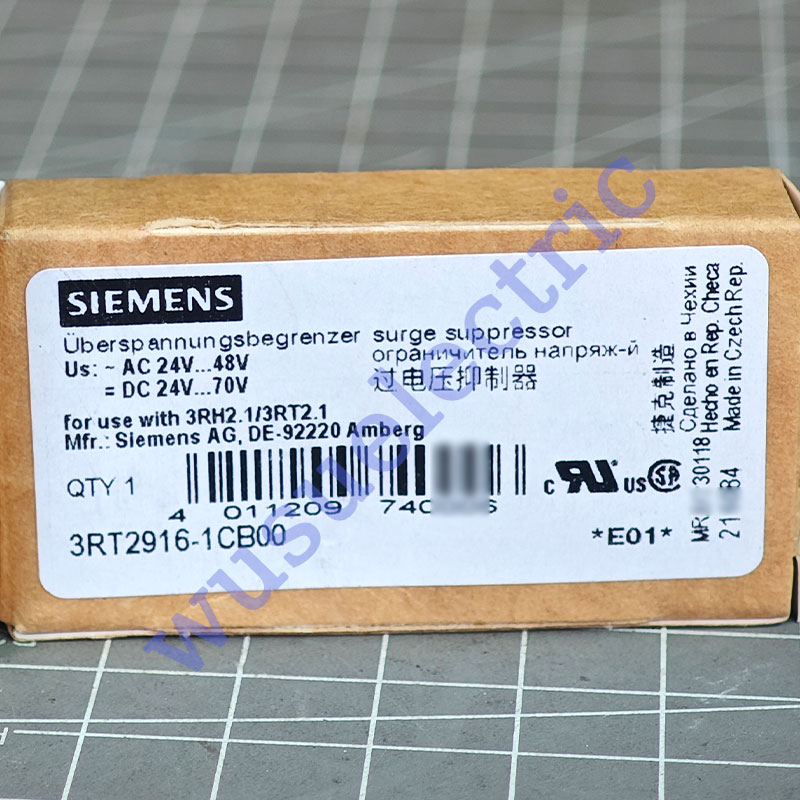 SIEMENS
Überspannungsbegrenzer surge suppressor
Us: ~ AC 24V...48V
ограничитель напряж-й
= DC 24V...70V
过电压抑制器
for use with 3RH2.1/3RT2.1
Mfr.: Siemens AG, DE-92220 Amberg
QTY 1
4 011209 740
3RT2916-1CB00
c RU us SA
*E01*
捷克制造
Сделано в Чехии
Hecho en Rep. Checa
Made in Czech Rep.
30118
21 84
wusuelectric